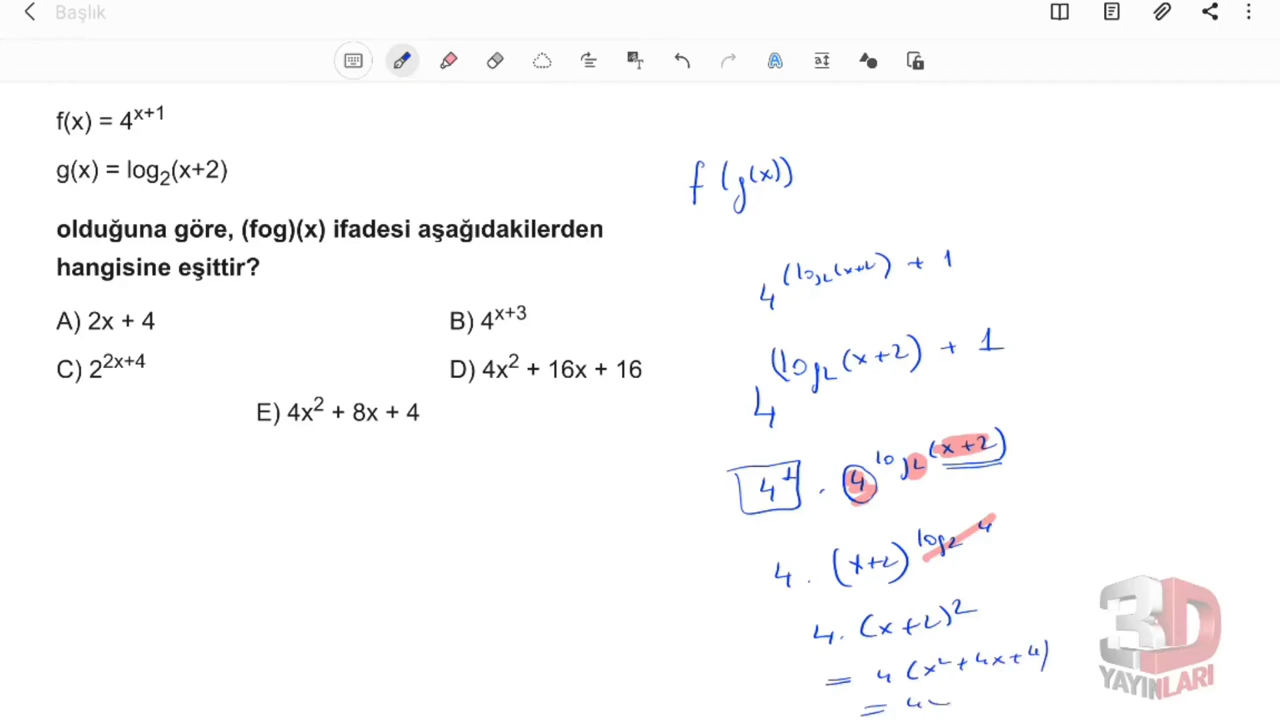 Başlık
f(x) = 4^{x+1}
g(x) = log₂(x+2)
olduğuna göre, (fog)(x) ifadesi aşağıdakilerden
hangisine eşittir?
A) 2x + 4 B) 4^{x+3}
C) 2^{2x+4} D) 4x² + 16x + 16
E) 4x² + 8x + 4
f(g(x))
4^{(log₂(x+2) + 1}
4^{(log₂(x+2) + 1}
4¹ . 4^{log₂(x+2)}
4 . (x+2)^{log₂ 4}
4. (x+2)²
= 4 (x²+4x+4)
= 4x
3D
YAYINLARI